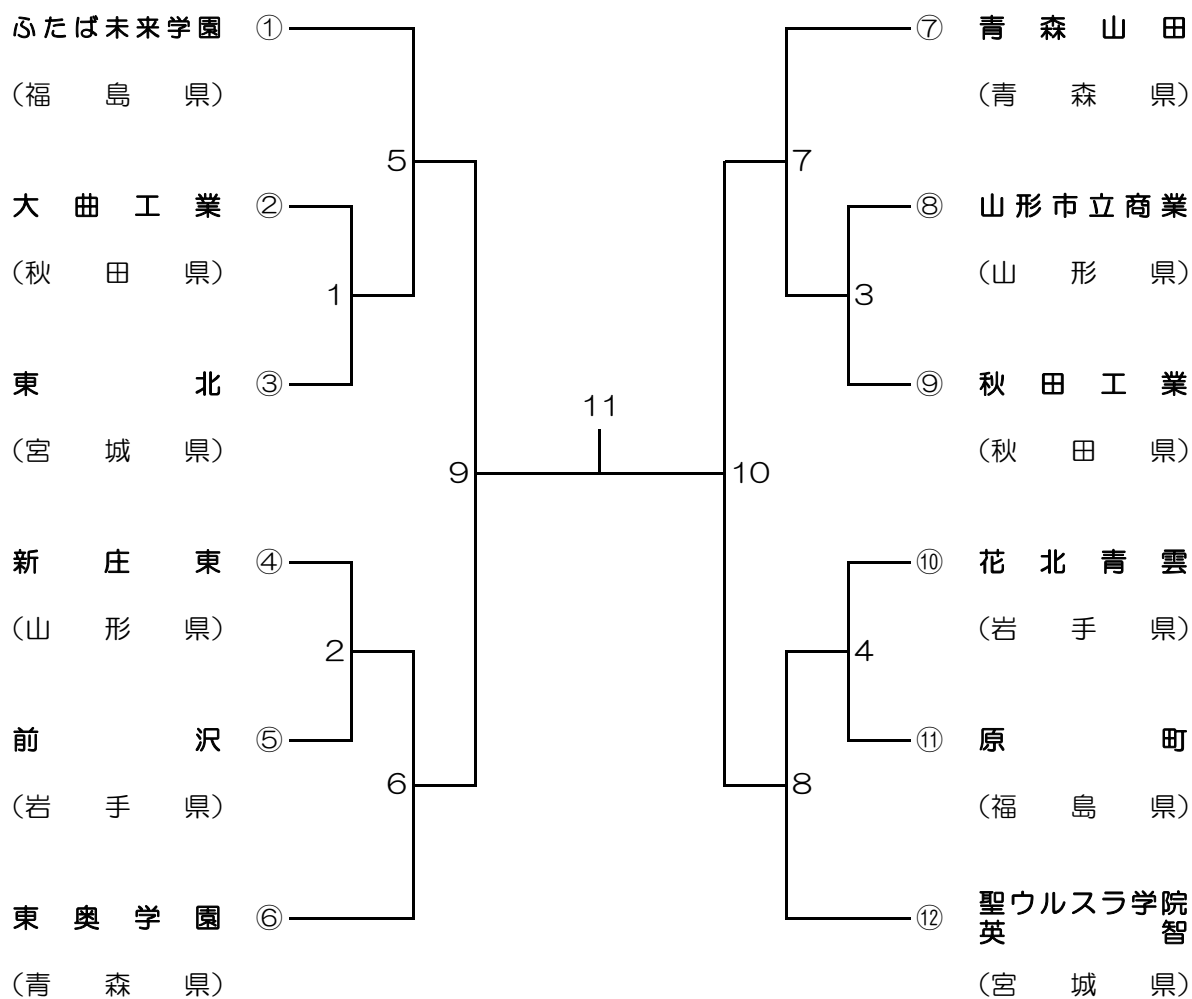 ふたば未来学園 ①
（福島県）
5
大曲工業 ②
（秋田県）
1
東北 ③
（宮城県）
9
新庄東 ④
（山形県）
2
前沢 ⑤
（岩手県）
6
東奥学園 ⑥
（青森県）
11
⑦ 青森山田
（青森県）
7
⑧ 山形市立商業
（山形県）
3
⑨ 秋田工業
（秋田県）
10
⑩ 花北青雲
（岩手県）
4
⑪ 原町
（福島県）
8
⑫ 聖ウルスラ学院
英智
（宮城県）